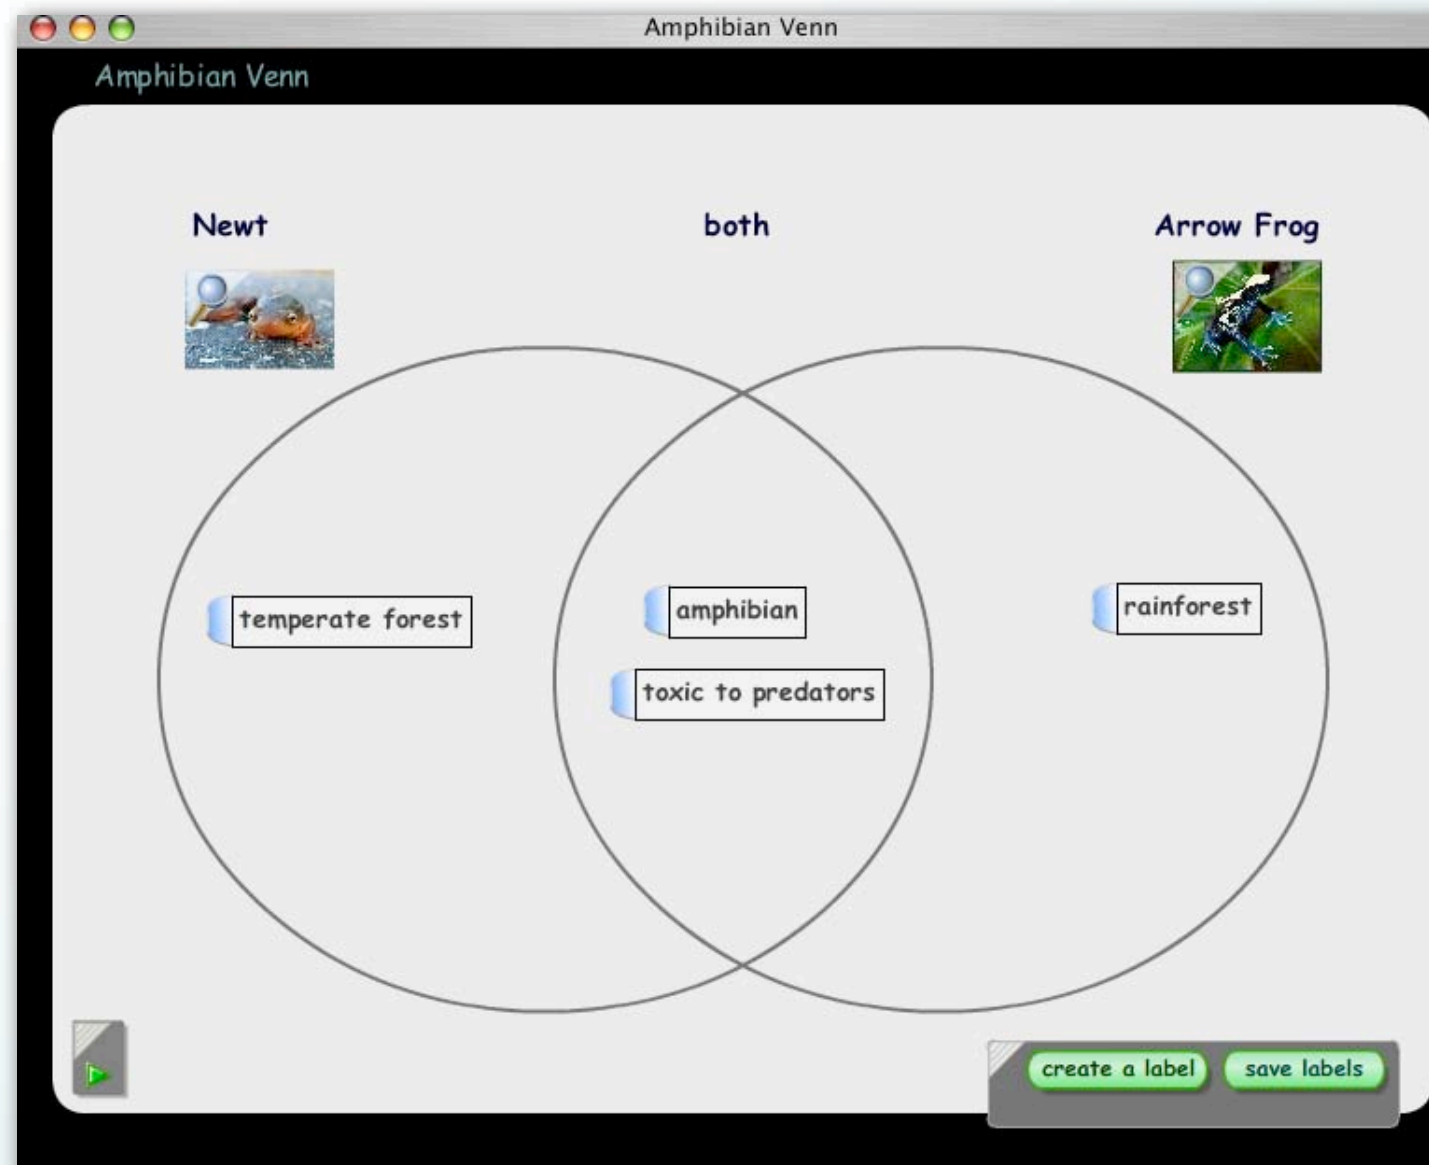 Amphibian Venn
Amphibian Venn
Newt
both
Arrow Frog
temperate forest
amphibian
rainforest
toxic to predators
create a label
save labels